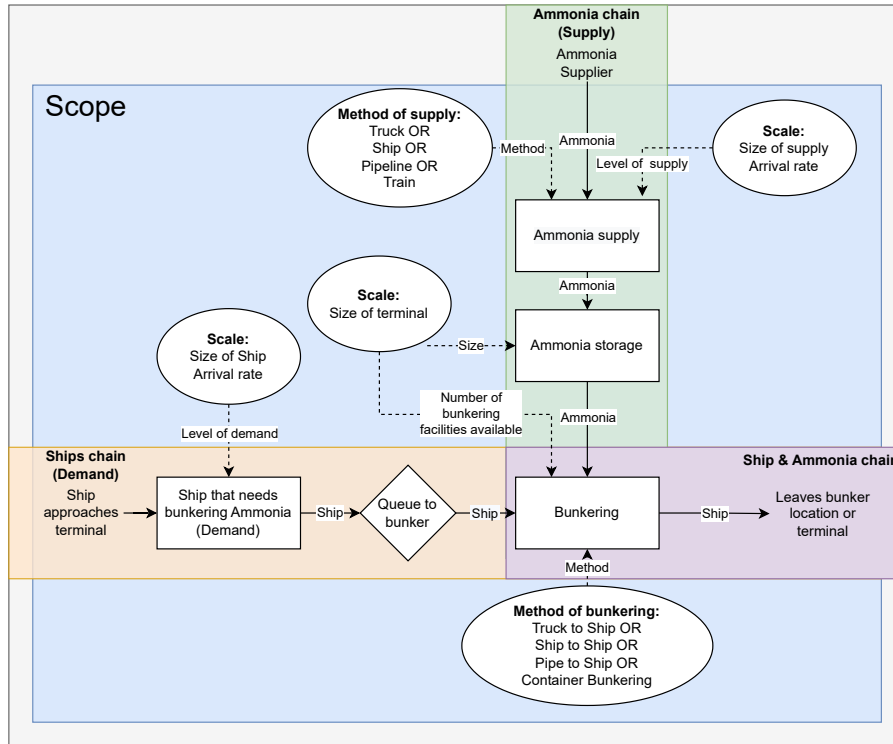 Ammonia chain
(Supply)
Ammonia
Supplier
Scope
Method of supply:
Truck OR
Ship OR
Pipeline OR
Train
Method
Ammonia
Level of supply
Scale:
Size of supply
Arrival rate
Ammonia supply
Ammonia
Scale:
Size of terminal
Size
Ammonia storage
Scale:
Size of Ship
Arrival rate
Number of
bunkering
facilities available
Ammonia
Level of demand
Ships chain
(Demand)
Ship
approaches
terminal
Ship that needs
bunkering Ammonia
(Demand)
Ship
Queue to
bunker
Ship
Bunkering
Ship & Ammonia chain
Ship
Leaves bunker
location or
terminal
Method
Method of bunkering:
Truck to Ship OR
Ship to Ship OR
Pipe to Ship OR
Container Bunkering